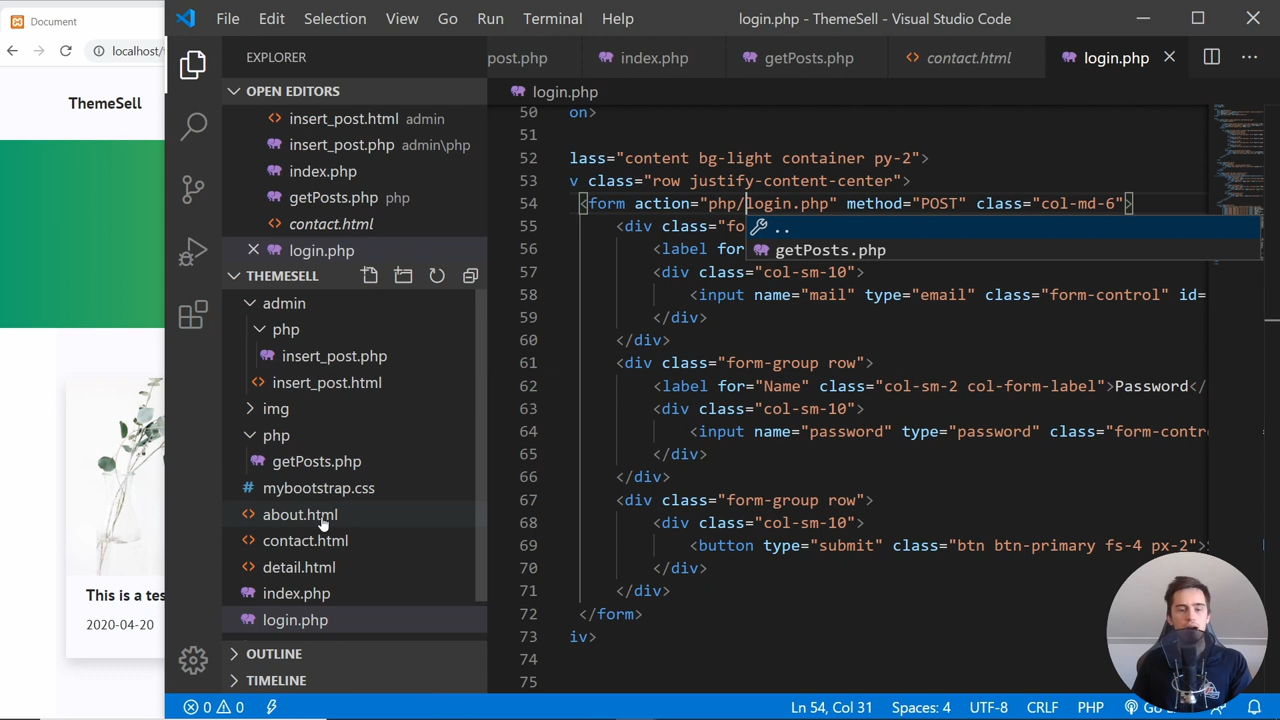 Document
localhost/
ThemeSell
This is a tes
2020-04-20
File Edit Selection View Go Run Terminal Help
login.php - ThemeSell - Visual Studio Code
EXPLORER
OPEN EDITORS
insert_post.html admin
insert_post.php admin\php
index.php
getPosts.php php
contact.html
login.php
THEMESELL
admin
php
insert_post.php
insert_post.html
img
php
getPosts.php
mybootstrap.css
about.html
contact.html
detail.html
index.php
login.php
OUTLINE
TIMELINE
post.php index.php getPosts.php contact.html login.php
login.php
50 on>
51
52 lass="content bg-light container py-2">
53 v class="row justify-content-center">
54 <form action="php/login.php" method="POST" class="col-md-6">
55 <div class="fo
56 <label for
57 <div class="col-sm-10">
58 <input name="mail" type="email" class="form-control" id=
59 </div>
60 </div>
61 <div class="form-group row">
62 <label for="Name" class="col-sm-2 col-form-label">Password</
63 <div class="col-sm-10">
64 <input name="password" type="password" class="form-contr
65 </div>
66 </div>
67 <div class="form-group row">
68 <div class="col-sm-10">
69 <button type="submit" class="btn btn-primary fs-4 px-2">
70 </div>
71 </div>
72 </form>
73 iv>
74
75
..
getPosts.php
0 0 Ln 54, Col 31 Spaces: 4 UTF-8 CRLF PHP Go